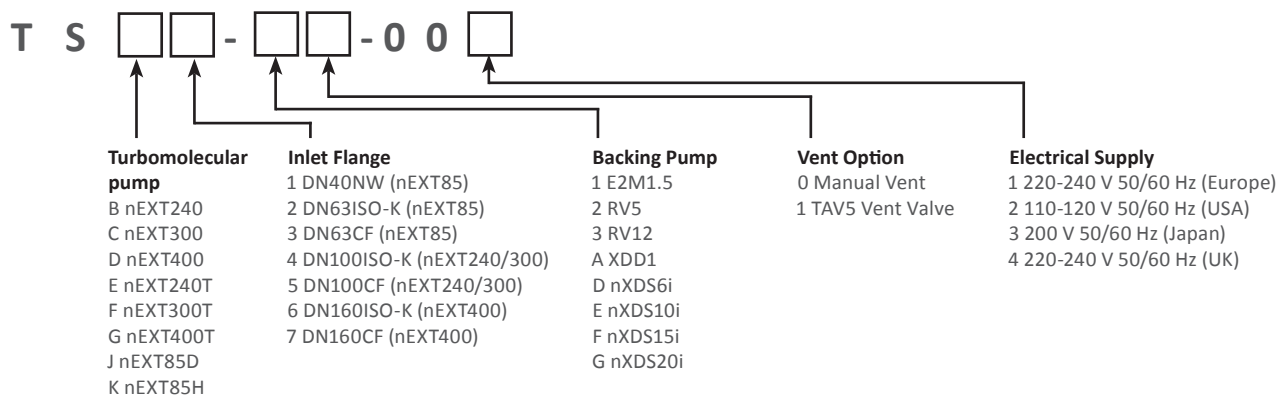 T S - - 0 0
Turbomolecular
pump
B nEXT240
C nEXT300
D nEXT400
E nEXT240T
F nEXT300T
G nEXT400T
J nEXT85D
K nEXT85H
Inlet Flange
1 DN40NW (nEXT85)
2 DN63ISO-K (nEXT85)
3 DN63CF (nEXT85)
4 DN100ISO-K (nEXT240/300)
5 DN100CF (nEXT240/300)
6 DN160ISO-K (nEXT400)
7 DN160CF (nEXT400)
Backing Pump
1 E2M1.5
2 RV5
3 RV12
A XDD1
D nXDS6i
E nXDS10i
F nXDS15i
G nXDS20i
Vent Option
0 Manual Vent
1 TAV5 Vent Valve
Electrical Supply
1 220-240 V 50/60 Hz (Europe)
2 110-120 V 50/60 Hz (USA)
3 200 V 50/60 Hz (Japan)
4 220-240 V 50/60 Hz (UK)